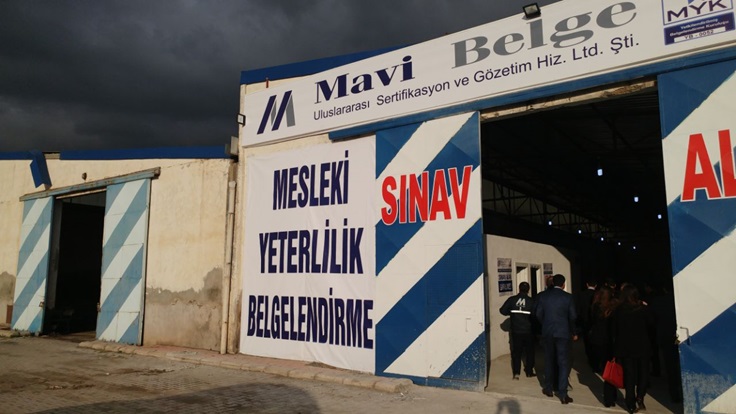 Mavi Belge
Uluslararası Sertifikasyon ve Gözetim Hiz. Ltd. Şti.
MYK
MESLEKİ
YETERLİLİK
BELGELENDİRME
SINAV
AL